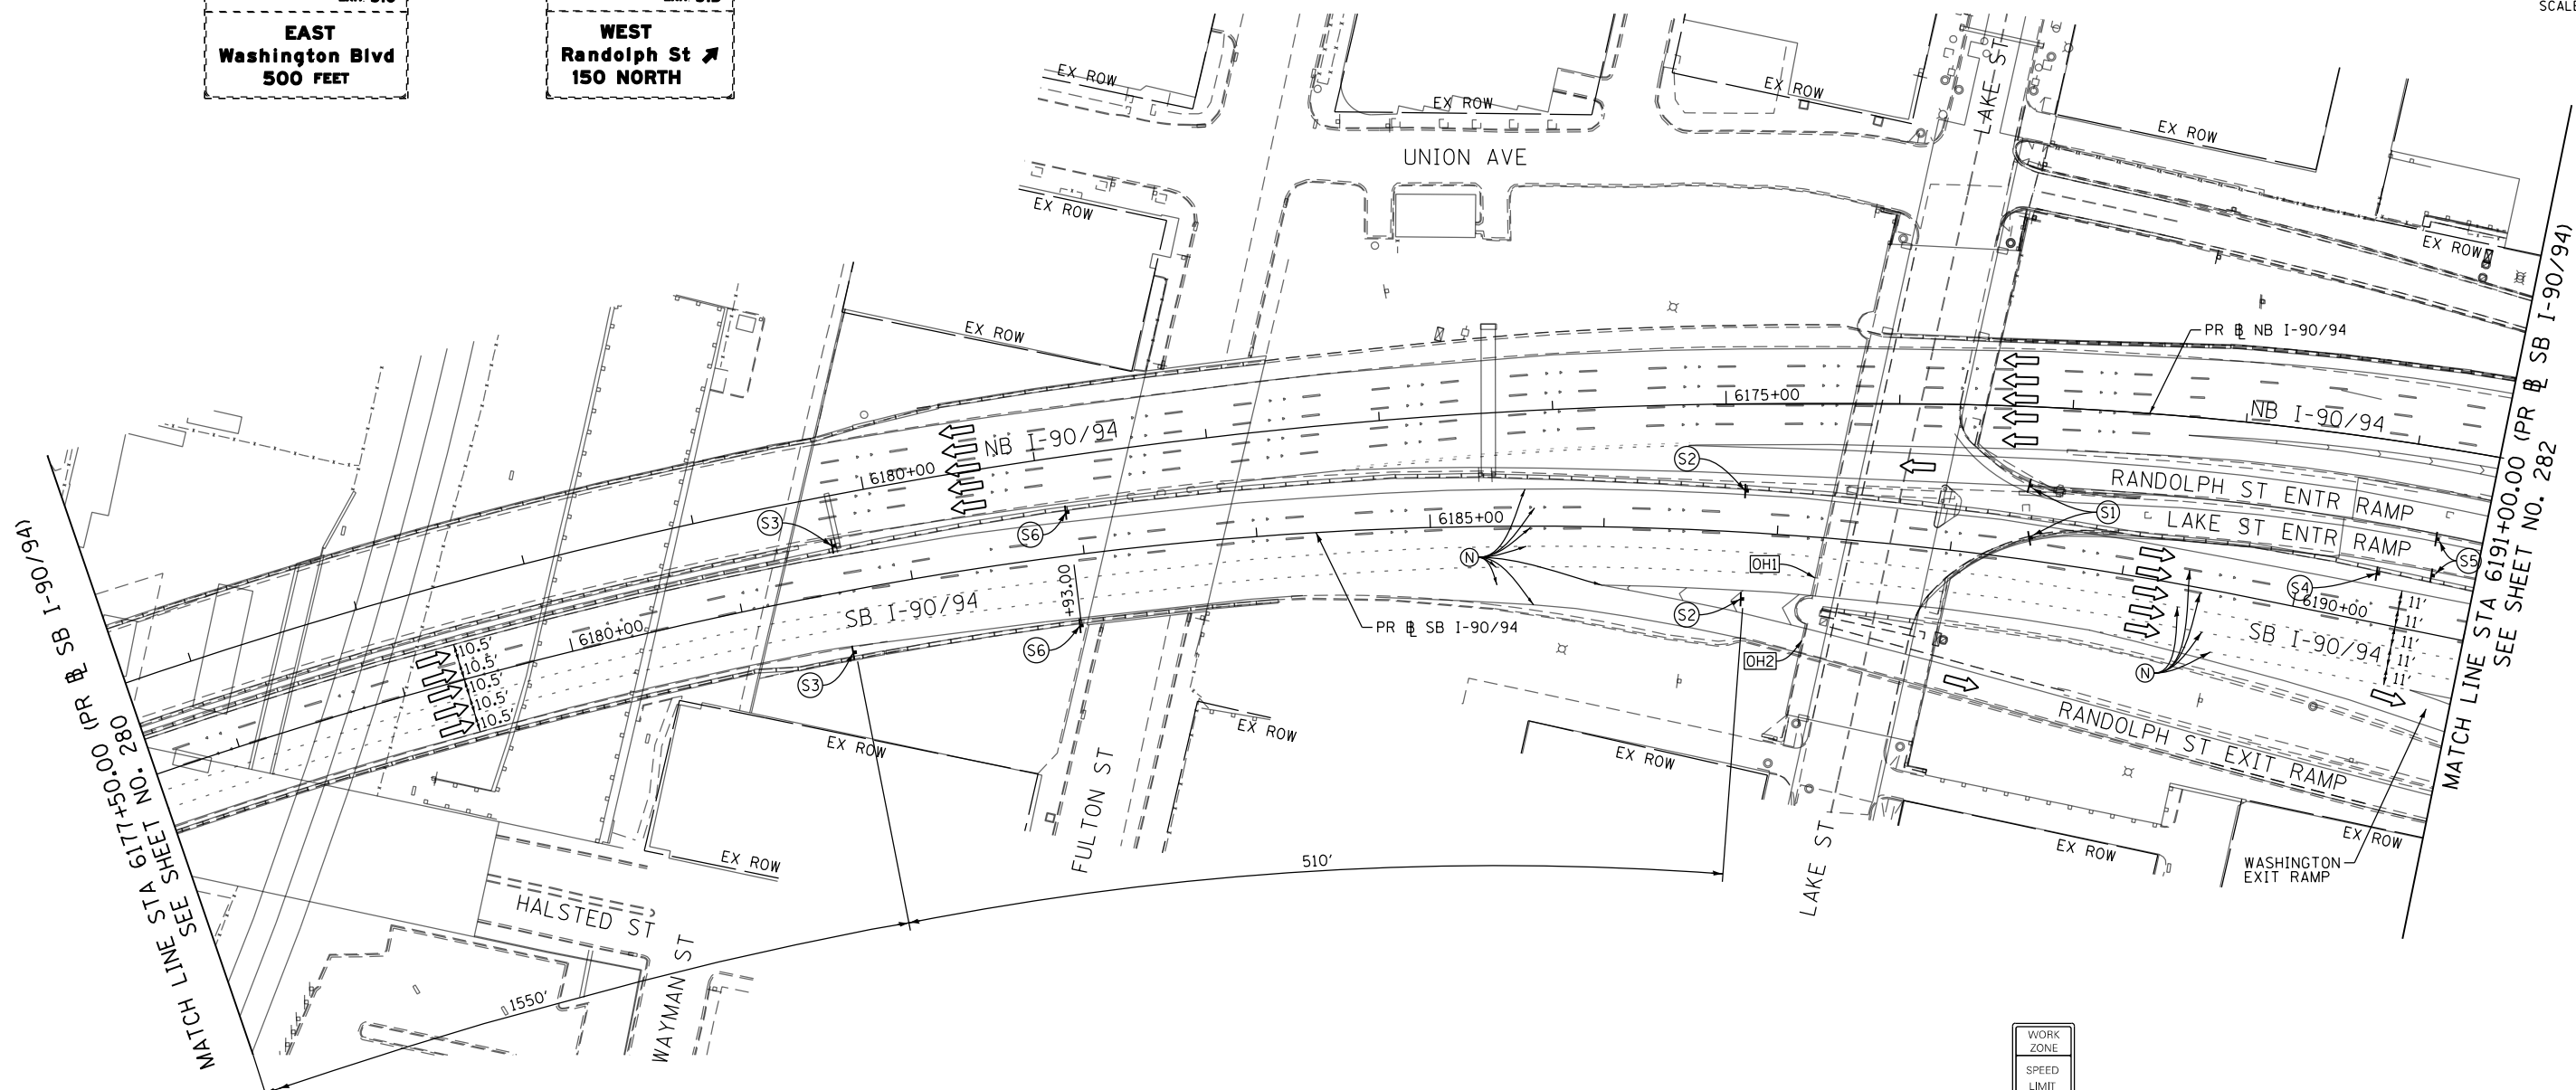 SCALE
EAST
Washington Blvd
500 FEET
WEST
Randolph St
150 NORTH
EX ROW
EX ROW
EX ROW
LAKE ST
EX ROW
UNION AVE
EX ROW
EX ROW
EX ROW
PR BL NB I-90/94
6175+00
NB I-90/94
NB I-90/94
6180+00
S2
RANDOLPH ST ENTR RAMP
LAKE ST ENTR RAMP
S1
S3
S6
6185+00
N
OH1
S5
S4
+93.00
6190+00
11'
11'
11'
11'
11'
SB I-90/94
SB I-90/94
PR BL SB I-90/94
S2
6180+00
10.5'
10.5'
10.5'
10.5'
10.5'
S6
OH2
S3
N
RANDOLPH ST EXIT RAMP
EX ROW
EX ROW
EX ROW
FULTON ST
LAKE ST
EX ROW
EX ROW
EX ROW
WASHINGTON
EXIT RAMP
510'
HALSTED ST
WAYMAN ST
1550'
MATCH LINE STA 6177+50.00 (PR BL SB I-90/94)
SEE SHEET NO. 280
MATCH LINE STA 6191+00.00 (PR BL SB I-90/94)
SEE SHEET NO. 282
WORK
ZONE
SPEED
LIMIT